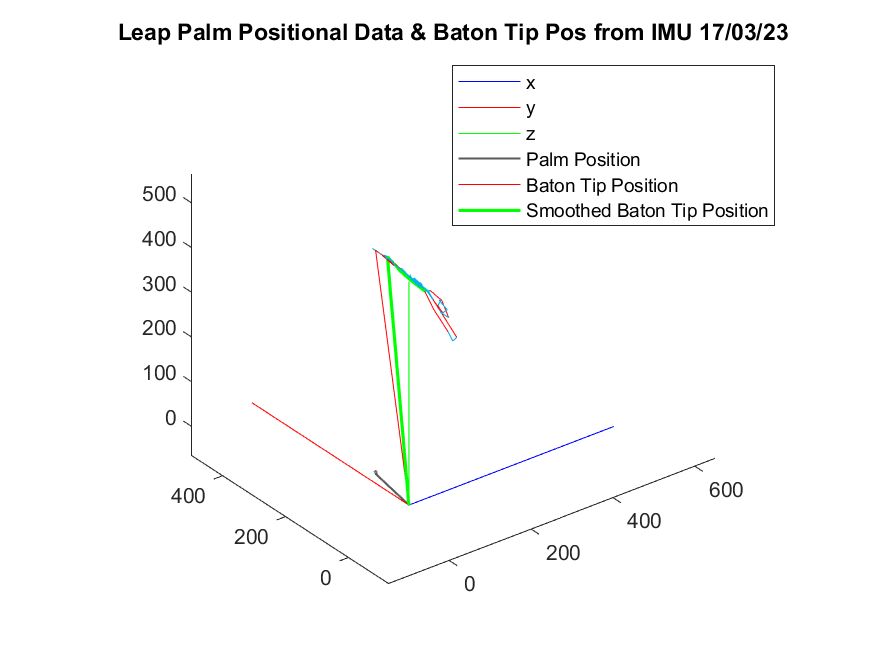 Leap Palm Positional Data & Baton Tip Pos from IMU 17/03/23
x
y
z
Palm Position
Baton Tip Position
Smoothed Baton Tip Position
500
400
300
200
100
0
400
200
0
0
200
400
600